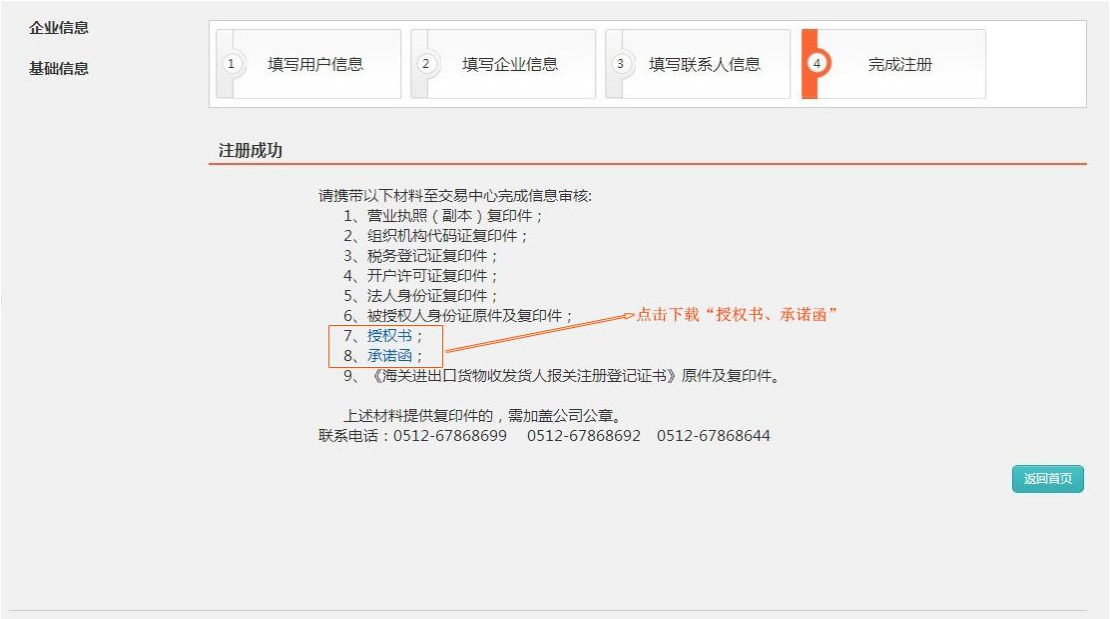 企业信息
基础信息
1 填写用户信息
2 填写企业信息
3 填写联系人信息
4 完成注册
注册成功
请携带以下材料至交易中心完成信息审核:
1、营业执照（副本）复印件；
2、组织机构代码证复印件；
3、税务登记证复印件；
4、开户许可证复印件；
5、法人身份证复印件；
6、被授权人身份证原件及复印件；
点击下载“授权书、承诺函”
7、授权书；
8、承诺函；
9、《海关进出口货物收发货人报关注册登记证书》原件及复印件。
上述材料提供复印件的，需加盖公司公章。
联系电话：0512-67868699 0512-67868692 0512-67868644
返回首页